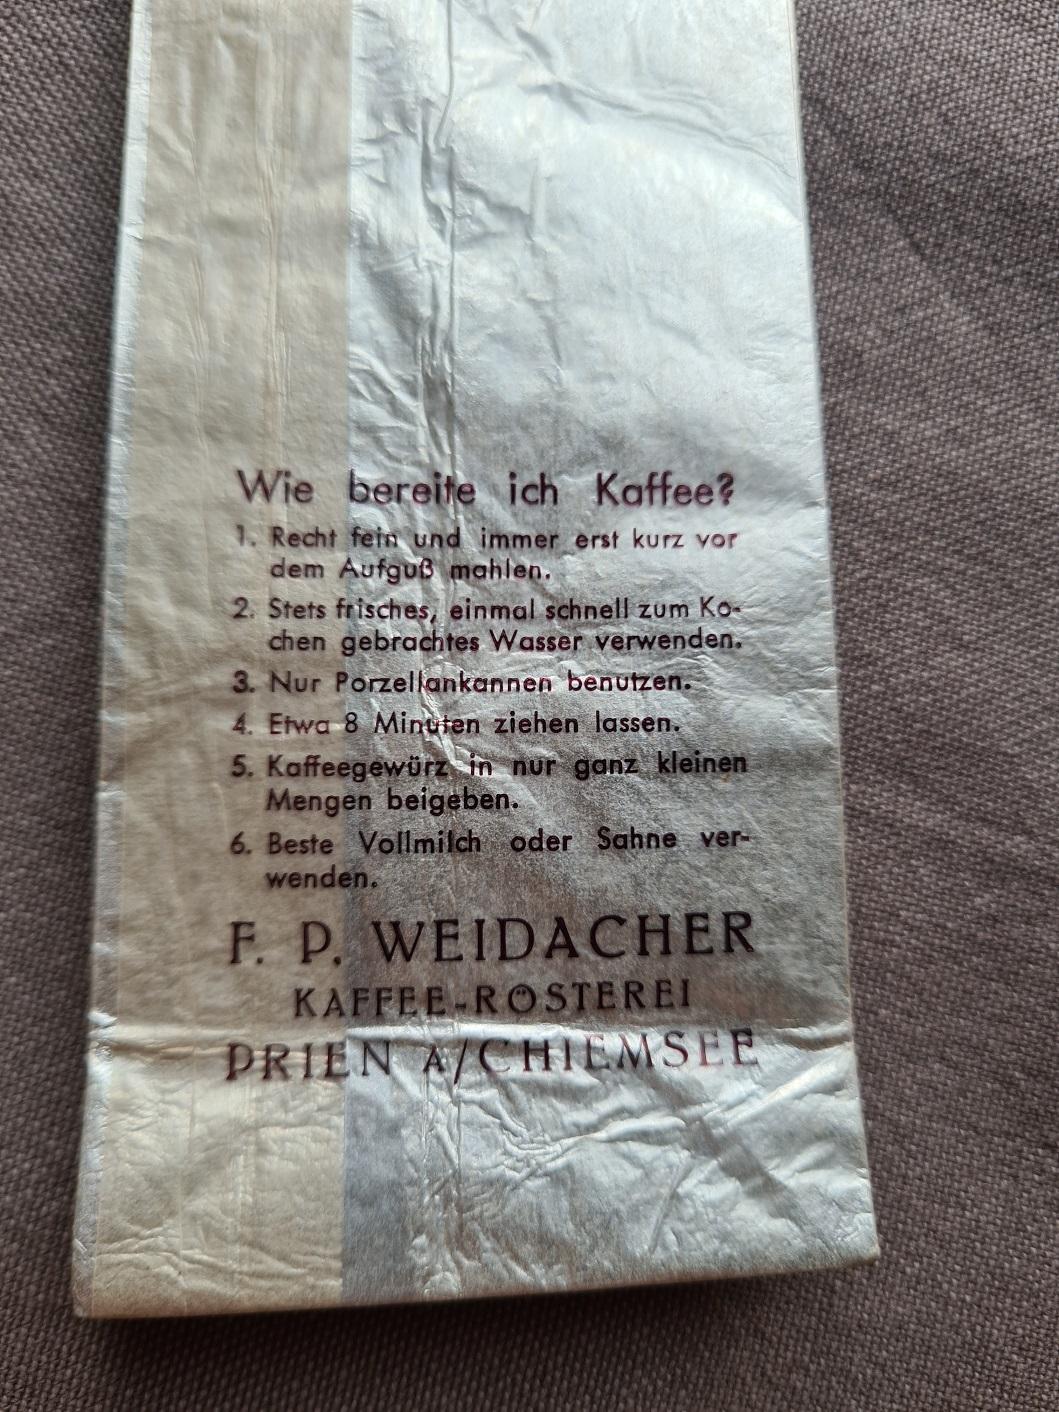 Wie bereite ich Kaffee?
1. Recht fein und immer erst kurz vor
dem Aufguß mahlen.
2. Stets frisches, einmal schnell zum Ko-
chen gebrachtes Wasser verwenden.
3. Nur Porzellankannen benutzen.
4. Etwa 8 Minuten ziehen lassen.
5. Kaffeegewürz in nur ganz kleinen
Mengen beigeben.
6. Beste Vollmilch oder Sahne ver-
wenden.
F. P. WEIDACHER
KAFFEE-RÖSTEREI
PRIEN A/CHIEMSEE